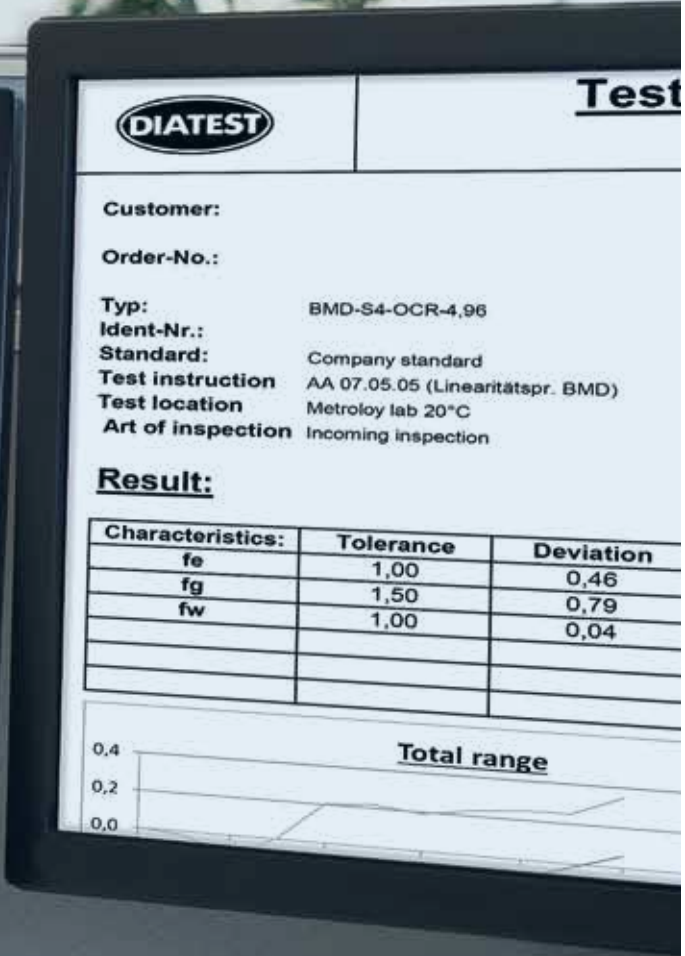 DIATEST
Test
Customer:
Order-No.:
Typ: BMD-S4-OCR-4,96
Ident-Nr.:
Standard: Company standard
Test instruction AA 07.05.05 (Linearitätspr. BMD)
Test location Metroloy lab 20°C
Art of inspection Incoming inspection
Result:
Characteristics: Tolerance Deviation
fe 1,00 0,46
fg 1,50 0,79
fw 1,00 0,04
Total range
0,4
0,2
0,0